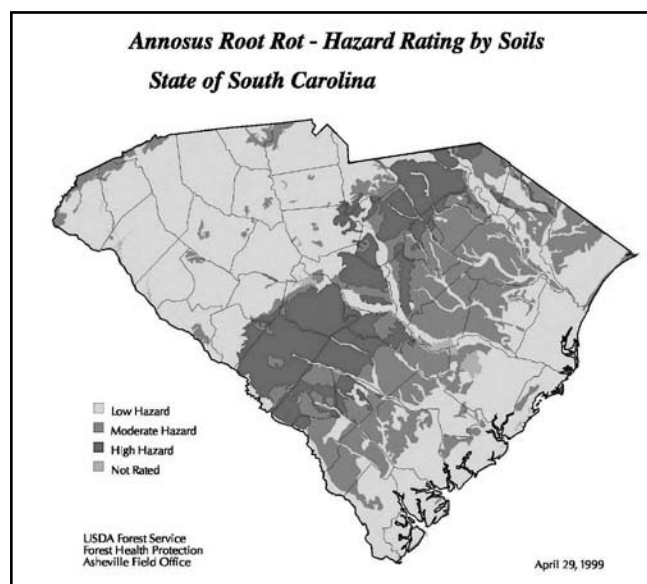 Annosus Root Rot - Hazard Rating by Soils
State of South Carolina
Low Hazard
Moderate Hazard
High Hazard
Not Rated
USDA Forest Service
Forest Health Protection
Asheville Field Office
April 29, 1999